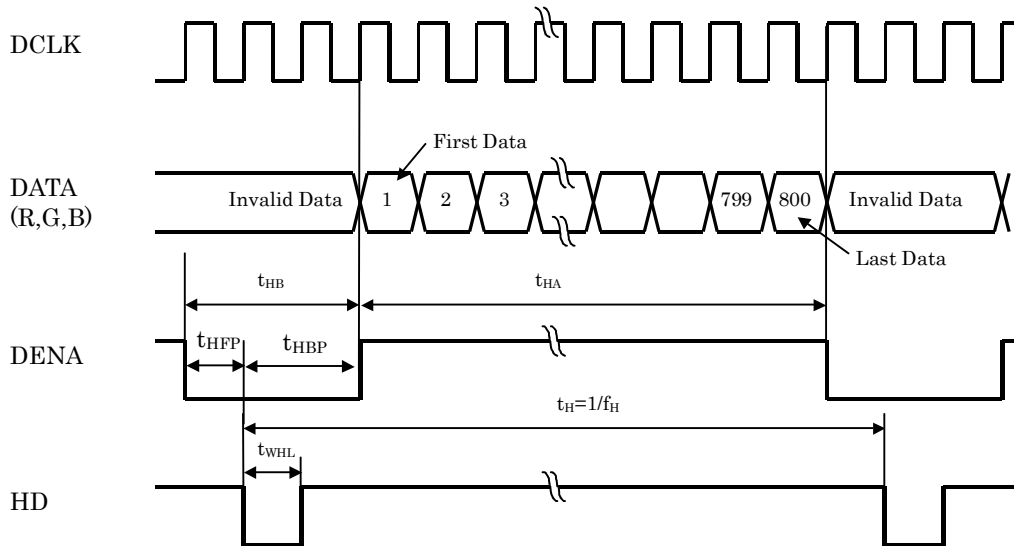 DCLK
First Data
DATA
(R,G,B)
Invalid Data 1 2 3 799 800 Invalid Data
Last Data
tHB tHA
DENA
tHFP tHBP
tH=1/fH
tWHL
HD